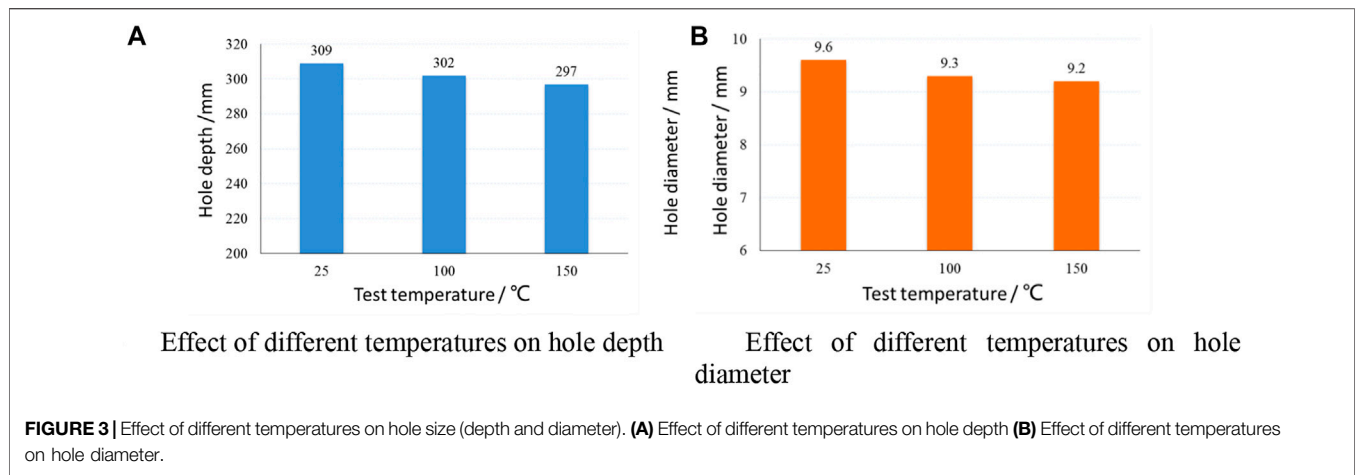 A
Hole depth /mm
320
300
280
260
240
220
200
309
302
297
25
100
150
Test temperature / ℃
Effect of different temperatures on hole depth
B
Hole diameter / mm
Hole diameter / mm
10
9
8
7
6
9.6
9.3
9.2
25
100
150
Test temperature / ℃
Effect of different temperatures on hole
diameter
FIGURE 3 | Effect of different temperatures on hole size (depth and diameter). (A) Effect of different temperatures on hole depth (B) Effect of different temperatures
on hole diameter.